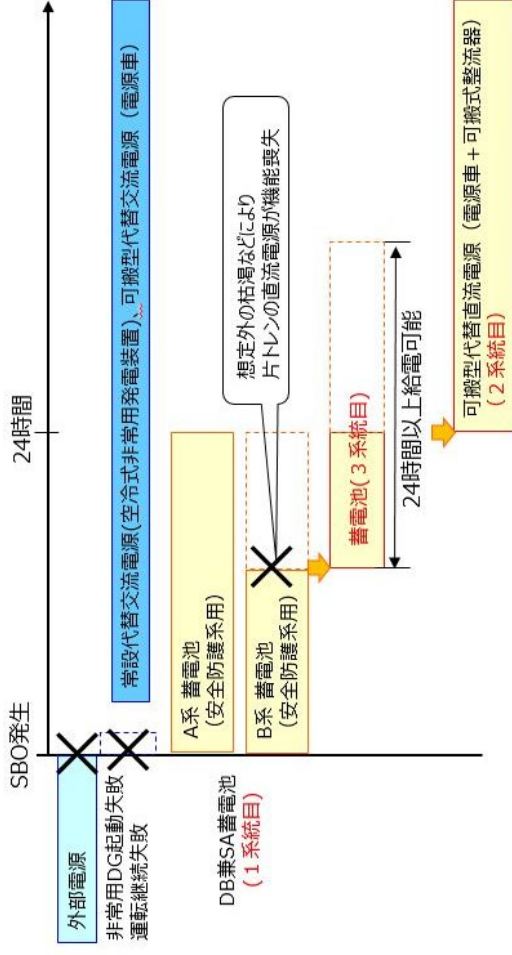 SBO発生
24時間
外部電源
非常用DG起動失敗
運転継続失敗
常設代替交流電源(空冷式非常用発電装置)、可搬型代替交流電源（電源車）
DB兼SA蓄電池
（１系統目）
A系 蓄電池
（安全防護系用）
B系 蓄電池
（安全防護系用）
想定外の枯渇などにより
片トレンの直流電源が機能喪失
蓄電池(３系統目)
24時間以上給電可能
可搬型代替直流電源（電源車＋可搬式整流器）
（２系統目）